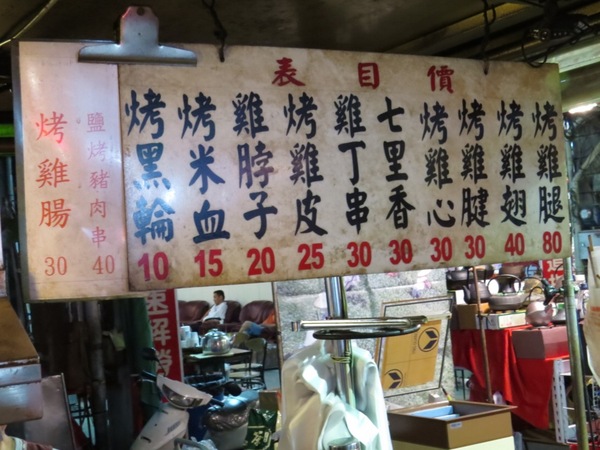 表目價
烤雞腿 80
烤雞翅 40
烤雞腱 30
烤雞心 30
七里香 30
雞丁串 30
烤雞皮 25
雞脖子 20
烤米血 15
烤黑輪 10
鹽烤豬肉串 40
烤雞腸 30